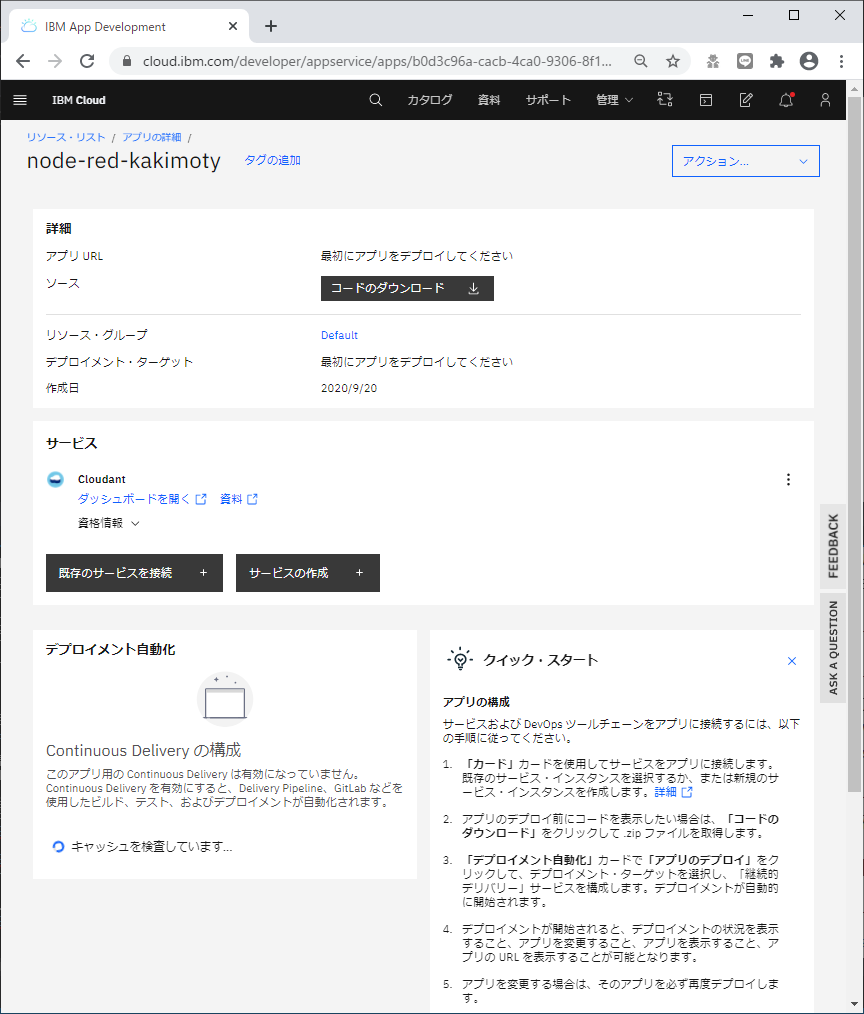 IBM App Development
cloud.ibm.com/developer/appservice/apps/b0d3c96a-cacb-4ca0-9306-8f1...
IBM Cloud
カタログ
資料
サポート
管理
リソース・リスト / アプリの詳細 /
node-red-kakimoty
タグの追加
アクション...
詳細
アプリ URL
最初にアプリをデプロイしてください
ソース
コードのダウンロード
リソース・グループ
Default
デプロイメント・ターゲット
最初にアプリをデプロイしてください
作成日
2020/9/20
サービス
Cloudant
ダッシュボードを開く
資料
資格情報
既存のサービスを接続 +
サービスの作成 +
FEEDBACK
ASK A QUESTION
デプロイメント自動化
Continuous Delivery の構成
このアプリ用の Continuous Delivery は有効になっていません。
Continuous Delivery を有効にすると、Delivery Pipeline、GitLab などを
使用したビルド、テスト、およびデプロイメントが自動化されます。
キャッシュを検査しています...
クイック・スタート
アプリの構成
サービスおよび DevOps ツールチェーンをアプリに接続するには、以下
の手順に従ってください。
1. 「カード」カードを使用してサービスをアプリに接続します。
既存のサービス・インスタンスを選択するか、または新規のサ
ービス・インスタンスを作成します。詳細
2. アプリのデプロイ前にコードを表示したい場合は、「コードの
ダウンロード」をクリックして .zip ファイルを取得します。
3. 「デプロイメント自動化」カードで「アプリのデプロイ」をク
リックして、デプロイメント・ターゲットを選択し、「継続的
デリバリー」サービスを構成します。デプロイメントが自動的
に開始されます。
4. デプロイメントが開始されると、デプロイメントの状況を表示
すること、アプリを変更すること、アプリを表示すること、ア
プリの URL を表示することが可能となります。
5. アプリを変更する場合は、そのアプリを必ず再度デプロイしま
す。